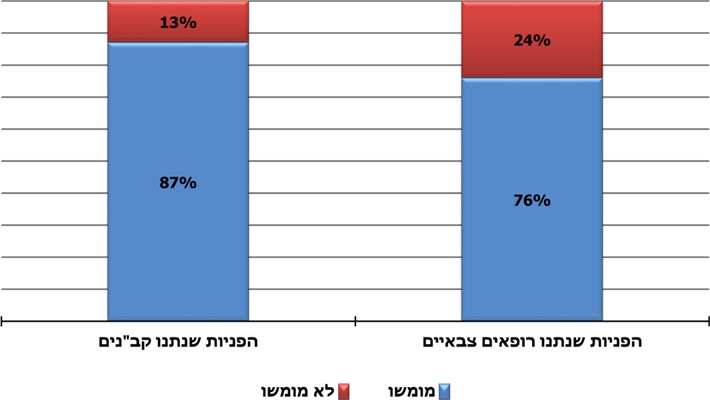 24%
13%
76%
87%
הפניות שנתנו רופאים צבאיים
הפניות שנתנו קב"נים
מומשו
לא מומשו